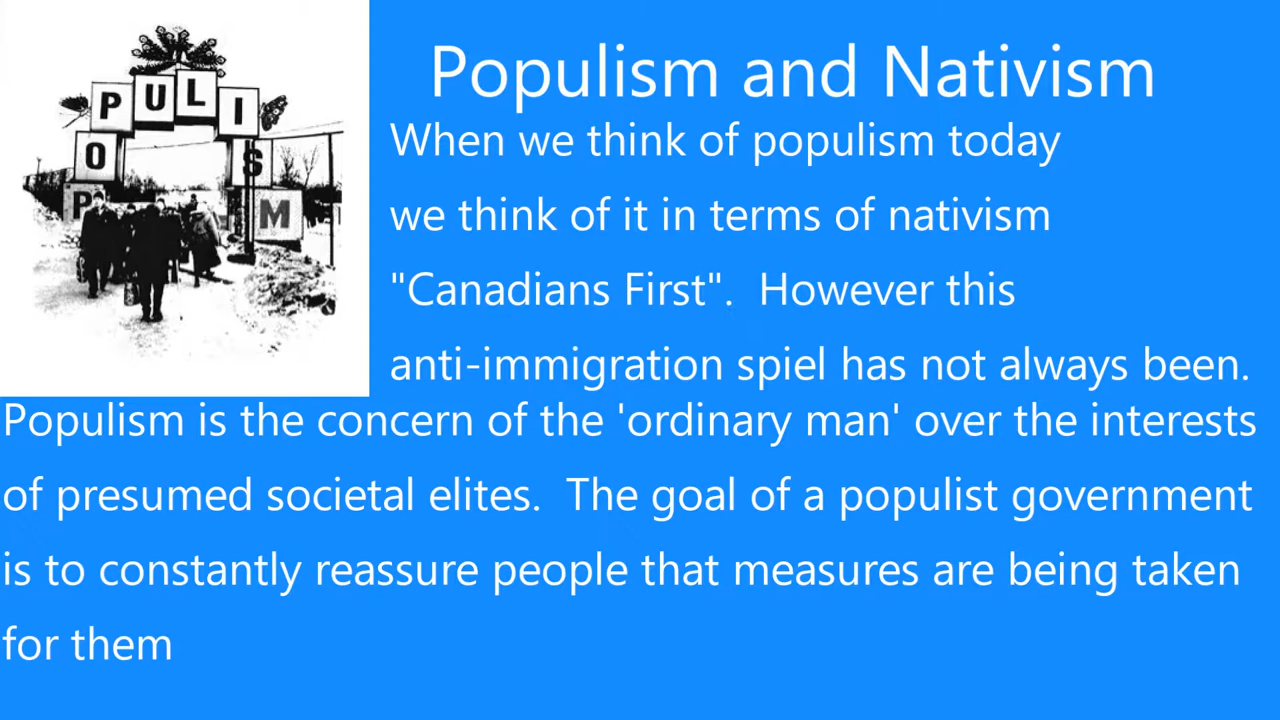 POPULISM
Populism and Nativism
When we think of populism today
we think of it in terms of nativism
"Canadians First".  However this
anti-immigration spiel has not always been.
Populism is the concern of the 'ordinary man' over the interests
of presumed societal elites.  The goal of a populist government
is to constantly reassure people that measures are being taken
for them